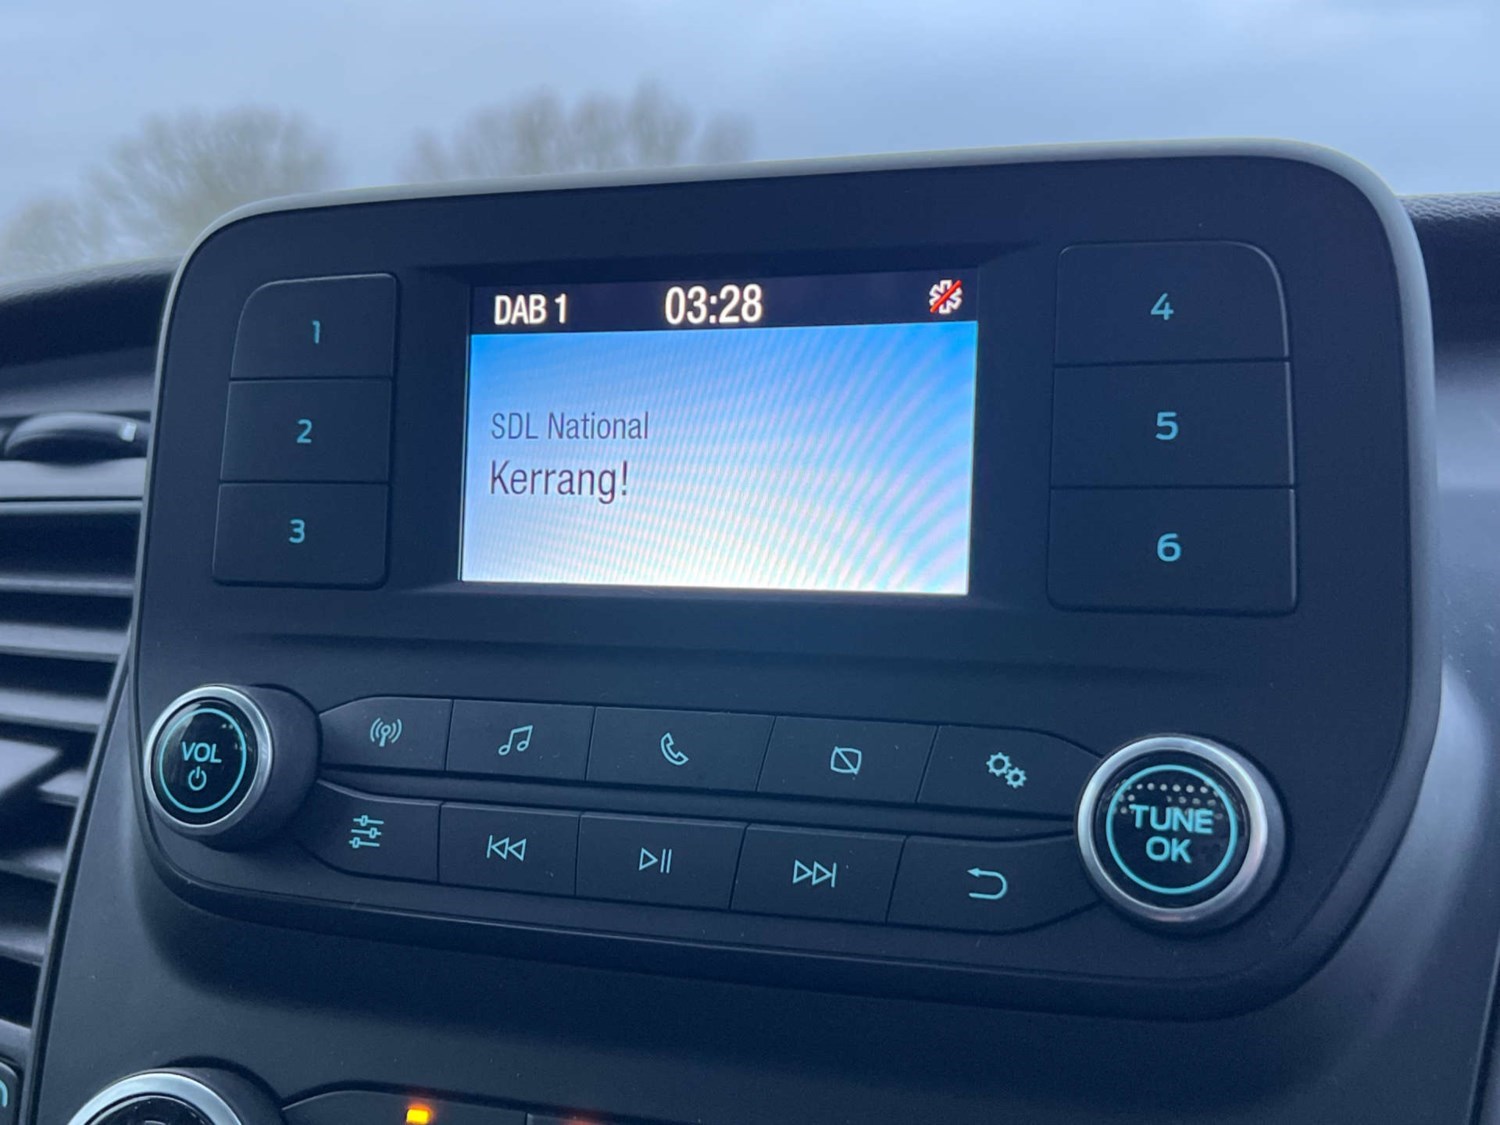 DAB 1 03:28
SDL National
Kerrang!
1
2
3
4
5
6
VOL
TUNE
OK